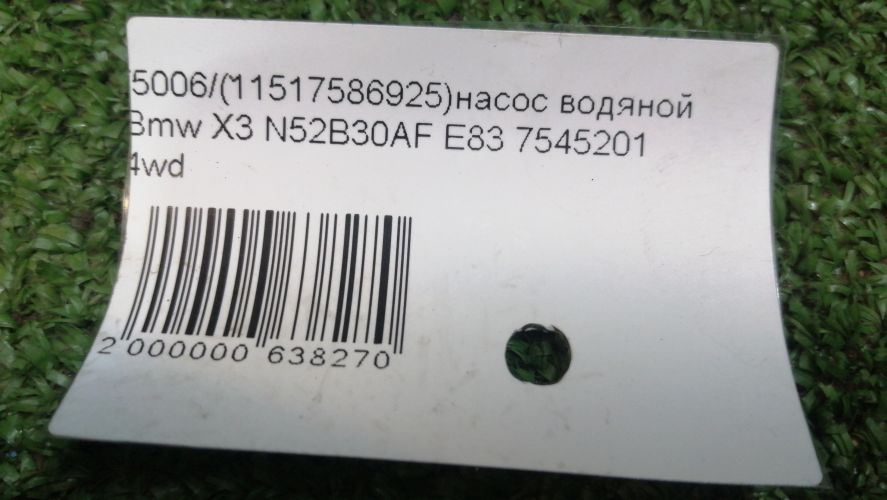 5006/(11517586925)насос водяной
Bmw X3 N52B30AF E83 7545201
4wd
2 000000 638270